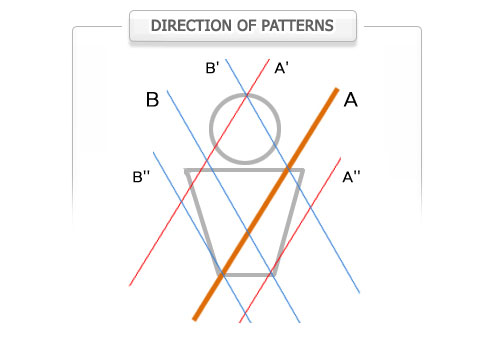 DIRECTION OF PATTERNS
B' A'
B A
B" A"